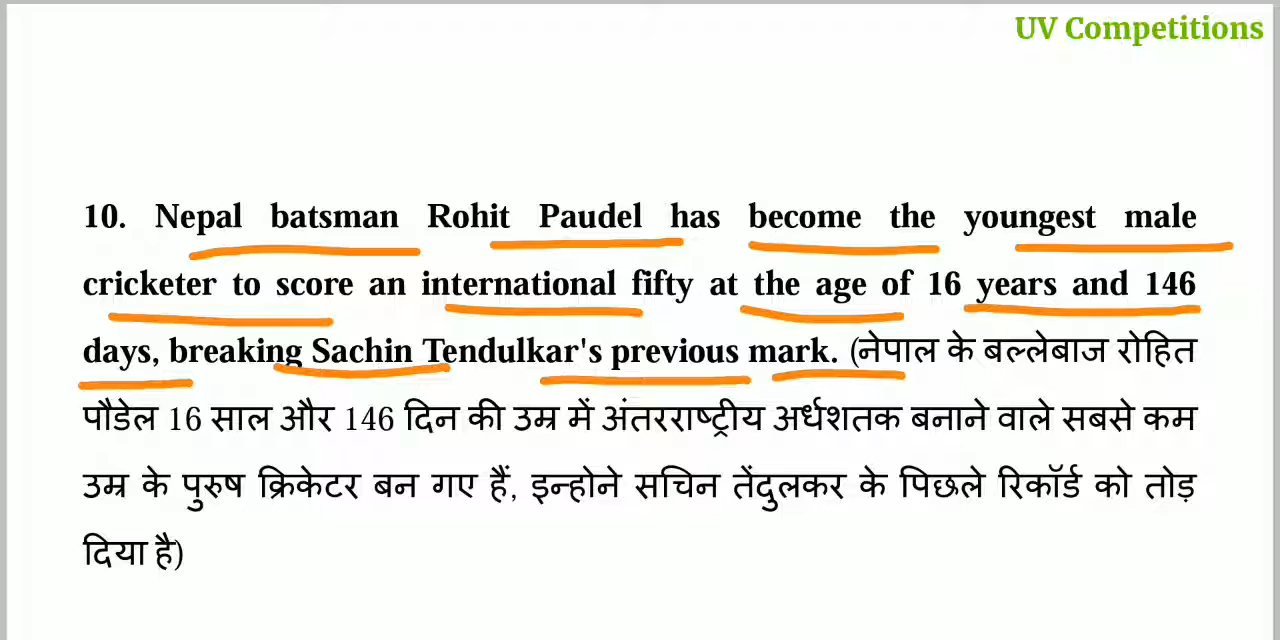 UV Competitions
10. Nepal batsman Rohit Paudel has become the youngest male
cricketer to score an international fifty at the age of 16 years and 146
days, breaking Sachin Tendulkar's previous mark. (नेपाल के बल्लेबाज रोहित
पौडेल 16 साल और 146 दिन की उम्र में अंतरराष्ट्रीय अर्धशतक बनाने वाले सबसे कम
उम्र के पुरुष क्रिकेटर बन गए हैं, इन्होने सचिन तेंदुलकर के पिछले रिकॉर्ड को तोड़
दिया है)